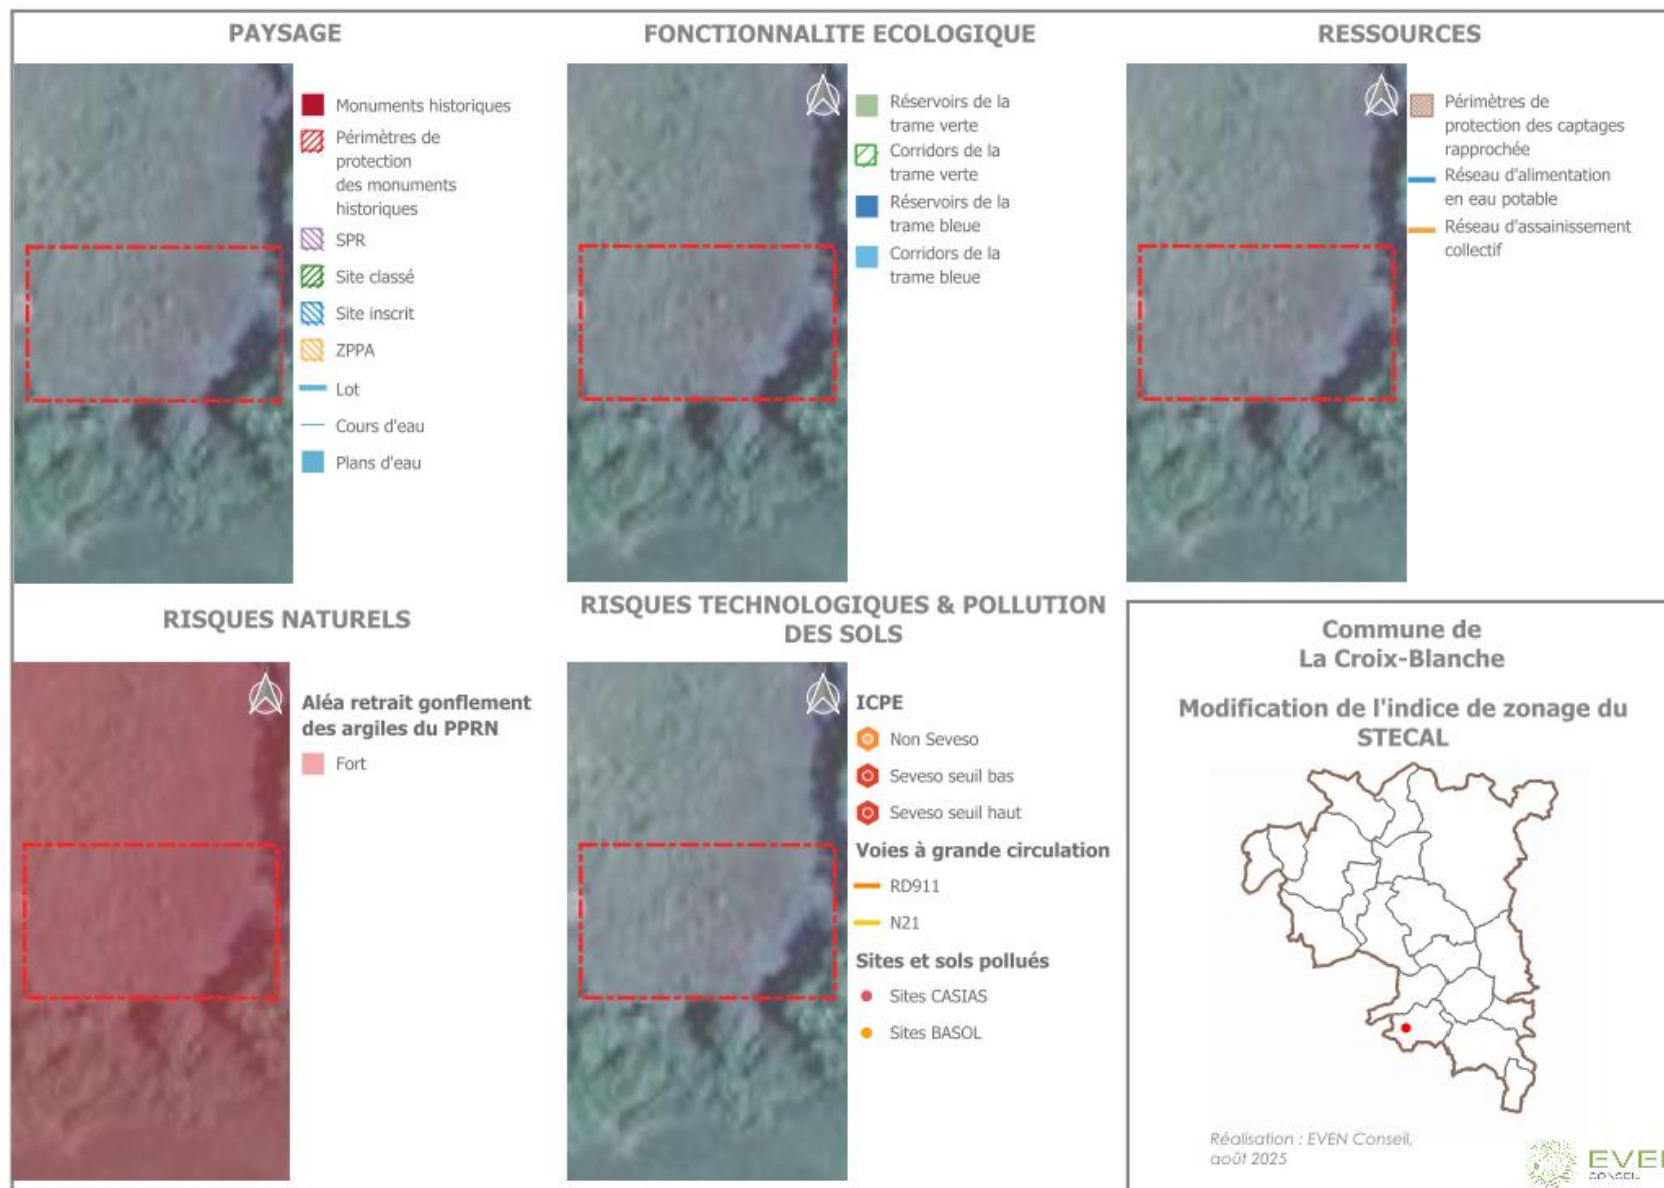 PAYSAGE
Monuments historiques
Périmètres de
protection
des monuments
historiques
SPR
Site classé
Site inscrit
ZPPA
Lot
Cours d'eau
Plans d'eau
FONCTIONNALITE ECOLOGIQUE
Réservoirs de la
trame verte
Corridors de la
trame verte
Réservoirs de la
trame bleue
Corridors de la
trame bleue
RESSOURCES
Périmètres de
protection des captages
rapprochée
Réseau d'alimentation
en eau potable
Réseau d'assainissement
collectif
RISQUES NATURELS
Aléa retrait gonflement
des argiles du PPRN
Fort
RISQUES TECHNOLOGIQUES & POLLUTION
DES SOLS
ICPE
Non Seveso
Seveso seuil bas
Seveso seuil haut
Voies à grande circulation
RD911
N21
Sites et sols pollués
Sites CASIAS
Sites BASOL
Commune de
La Croix-Blanche
Modification de l'indice de zonage du
STECAL
Réalisation : EVEN Conseil,
août 2025
EVEN
CONSEIL